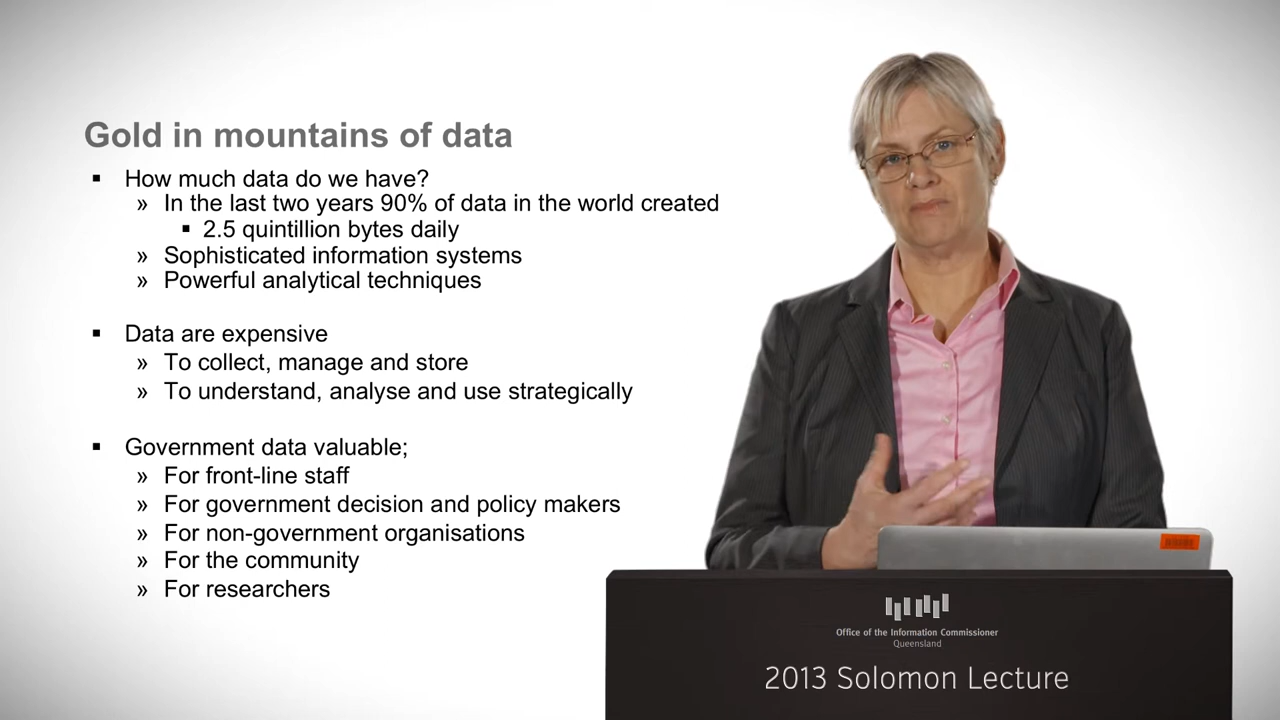 Gold in mountains of data
▪ How much data do we have?
» In the last two years 90% of data in the world created
▪ 2.5 quintillion bytes daily
» Sophisticated information systems
» Powerful analytical techniques
▪ Data are expensive
» To collect, manage and store
» To understand, analyse and use strategically
▪ Government data valuable;
» For front-line staff
» For government decision and policy makers
» For non-government organisations
» For the community
» For researchers
Office of the Information Commissioner
Queensland
2013 Solomon Lecture